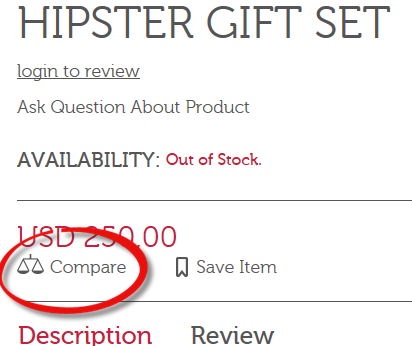 HIPSTER GIFT SET
login to review
Ask Question About Product
AVAILABILITY: Out of Stock.
USD 250.00
Compare Save Item
Description Review